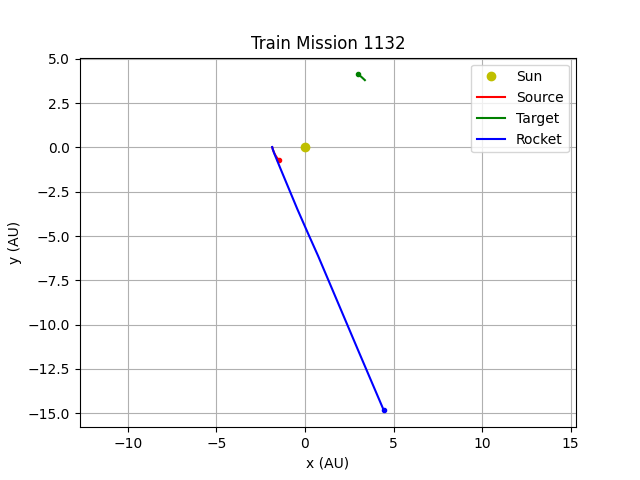 Train Mission 1132
5.0
2.5
0.0
−2.5
−5.0
−7.5
−10.0
−12.5
−15.0
y (AU)
Sun
Source
Target
Rocket
−10 −5 0 5 10 15
x (AU)